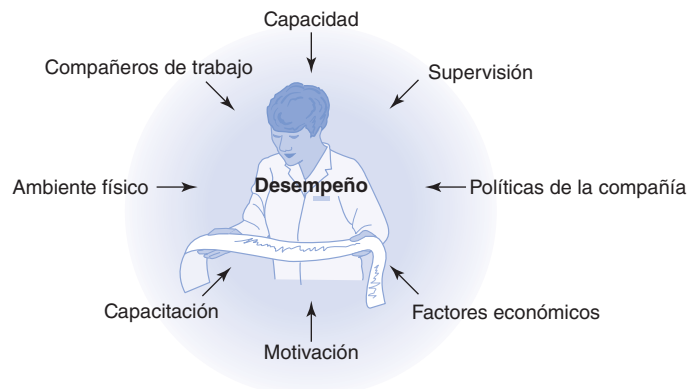 Capacidad
Compañeros de trabajo
Supervisión
Ambiente físico
Desempeño
Políticas de la compañía
Capacitación
Factores económicos
Motivación